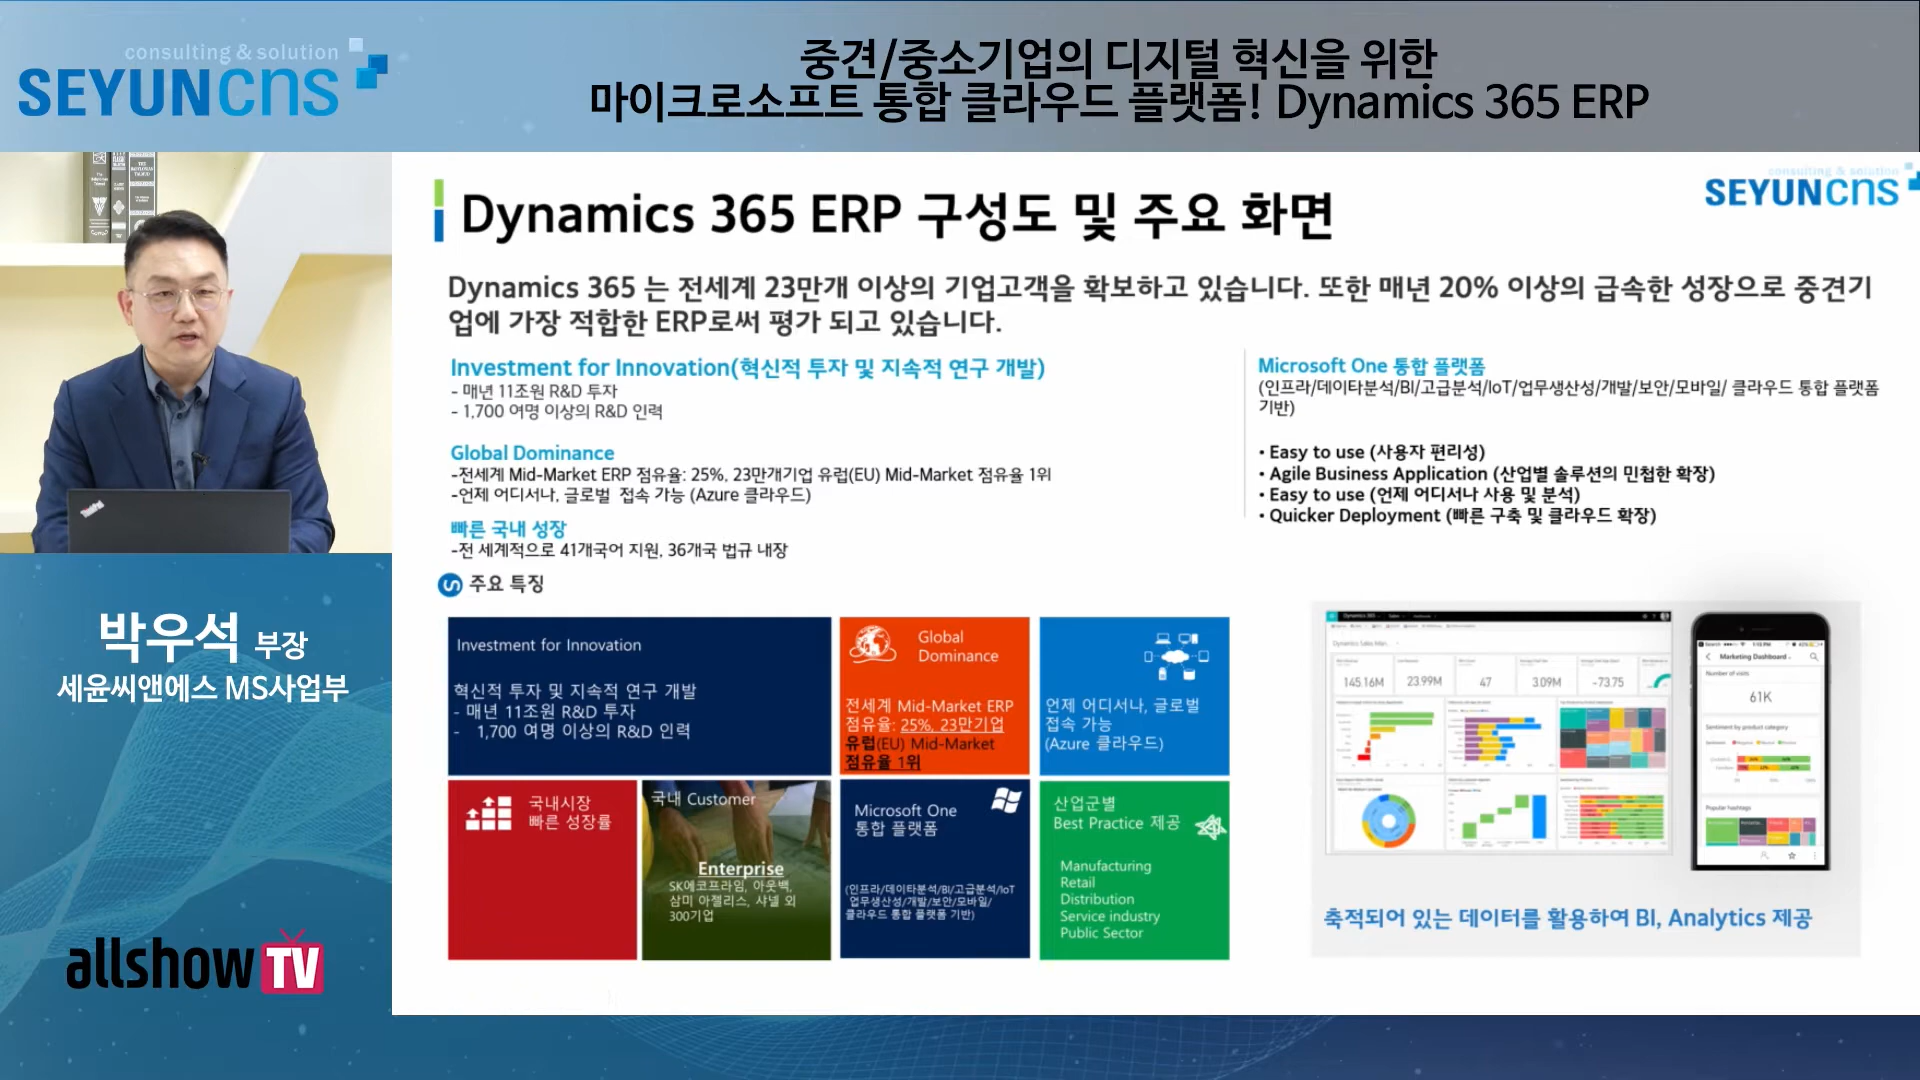 consulting & solution
SEYUNCNS
중견/중소기업의 디지털 혁신을 위한
마이크로소프트 통합 클라우드 플랫폼! Dynamics 365 ERP
consulting & solution
SEYUNCNS
Dynamics 365 ERP 구성도 및 주요 화면
Dynamics 365 는 전세계 23만개 이상의 기업고객을 확보하고 있습니다. 또한 매년 20% 이상의 급속한 성장으로 중견기
업에 가장 적합한 ERP로써 평가 되고 있습니다.
Investment for Innovation(혁신적 투자 및 지속적 연구 개발)
- 매년 11조원 R&D 투자
- 1,700 여명 이상의 R&D 인력
Global Dominance
-전세계 Mid-Market ERP 점유율: 25%, 23만개기업 유럽(EU) Mid-Market 점유율 1위
-언제 어디서나, 글로벌 접속 가능 (Azure 클라우드)
빠른 국내 성장
-전 세계적으로 41개국어 지원, 36개국 법규 내장
Microsoft One 통합 플랫폼
(인프라/데이타분석/BI/고급분석/IoT/업무생산성/개발/보안/모바일/ 클라우드 통합 플랫폼
기반)
• Easy to use (사용자 편리성)
• Agile Business Application (산업별 솔루션의 민첩한 확장)
• Easy to use (언제 어디서나 사용 및 분석)
• Quicker Deployment (빠른 구축 및 클라우드 확장)
주요 특징
Investment for Innovation
혁신적 투자 및 지속적 연구 개발
- 매년 11조원 R&D 투자
- 1,700 여명 이상의 R&D 인력
Global
Dominance
전세계 Mid-Market ERP
점유율: 25%, 23만기업
유럽(EU) Mid-Market
점유율 1위
언제 어디서나, 글로벌
접속 가능
(Azure 클라우드)
국내시장
빠른 성장률
국내 Customer
Enterprise
SK에코프라임, 아웃백,
삼미 아젤리스, 샤넬 외
300기업
Microsoft One
통합 플랫폼
(인프라/데이타분석/BI/고급분석/IoT
업무생산성/개발/보안/모바일/
클라우드 통합 플랫폼 기반)
산업군별
Best Practice 제공
Manufacturing
Retail
Distribution
Service industry
Public Sector
Dynamics 365
145.16M
23.99M
47
3.09M
-73.75
Marketing Dashboard
Number of visits
61K
Sentiment by product category
Popular hashtags
축적되어 있는 데이터를 활용하여 BI, Analytics 제공
박우석 부장
세윤씨앤에스 MS사업부
allshow TV